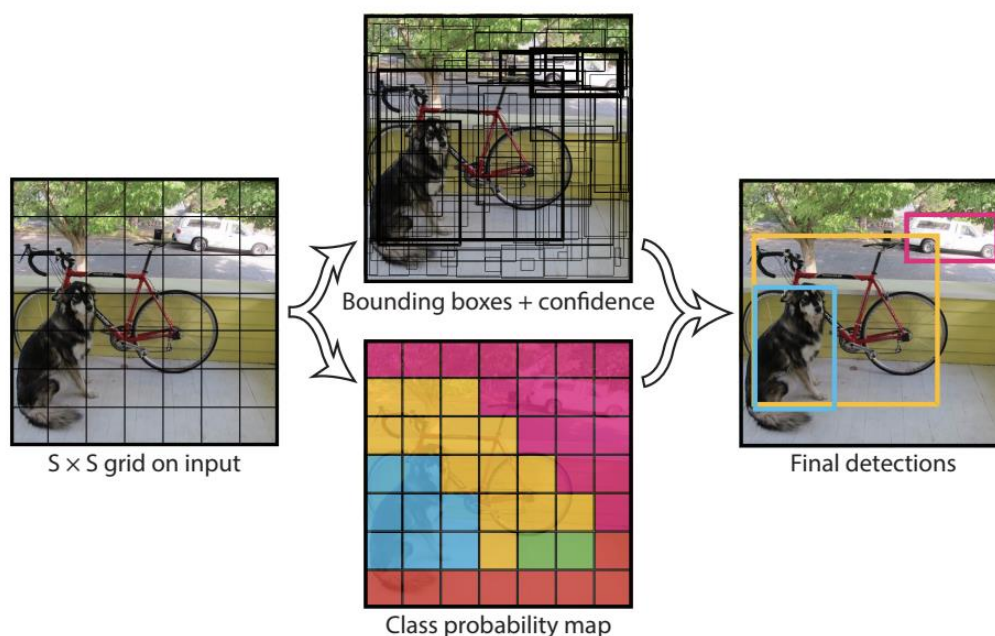 Bounding boxes + confidence
S × S grid on input
Final detections
Class probability map